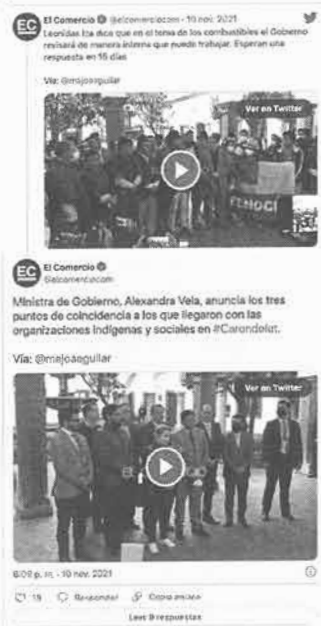 EC El Comercio @elcomerciocom · 10 nov. 2021
Leonidas Iza dice que en el tema de los combustibles el Gobierno
revisará de manera interna que puede trabajar. Esperan una
respuesta en 15 días
Vía: @majoaguilar
Ver en Twitter
FENOCI
EC El Comercio
@elcomerciocom
Ministra de Gobierno, Alexandra Vela, anuncia los tres
puntos de coincidencia a los que llegaron con las
organizaciones indígenas y sociales en #Carondelet.
Vía: @majoaguilar
Ver en Twitter
6:09 p. m. · 10 nov. 2021
19 Responder Copia enlace
Leer 9 respuestas